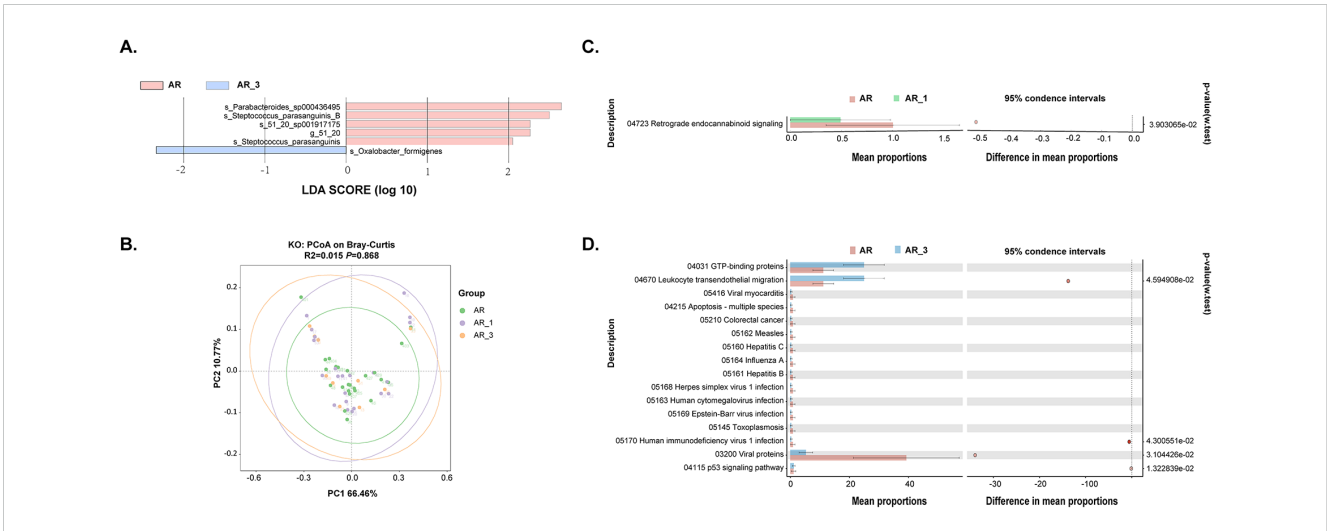 A.
AR
AR_3
s_Parabacteroides_sp000436495
s_Steptococcus_parasanguinis_B
s_51_20_sp001917175
g_51_20
s_Steptococcus_parasanguinis
s_Oxalobacter_formigenes
-2 -1 0 1 2
LDA SCORE (log 10)
B.
KO: PCoA on Bray-Curtis
R2=0.015 P=0.868
PC2 10.77%
0.2
0.1
0.0
-0.1
-0.2
-0.6 -0.3 0.0 0.3 0.6
PC1 66.46%
Group
AR
AR_1
AR_3
C.
AR
AR_1
95% condence intervals
Description
04723 Retrograde endocannabinoid signaling
3.903065e-02
p-value(w.test)
0.0 0.5 1.0 1.5
-0.5 -0.4 -0.3 -0.2 -0.1 0.0
Mean proportions
Difference in mean proportions
D.
AR
AR_3
95% condence intervals
Description
04031 GTP-binding proteins
04670 Leukocyte transendothelial migration
4.594908e-02
05416 Viral myocarditis
04215 Apoptosis - multiple species
05210 Colorectal cancer
05162 Measles
05160 Hepatitis C
05164 Influenza A
05161 Hepatitis B
05168 Herpes simplex virus 1 infection
05163 Human cytomegalovirus infection
05169 Epstein-Barr virus infection
05145 Toxoplasmosis
05170 Human immunodeficiency virus 1 infection
4.300551e-02
03200 Viral proteins
3.104426e-02
04115 p53 signaling pathway
1.322839e-02
p-value(w.test)
0 20 40
-30 -20 -100
Mean proportions
Difference in mean proportions